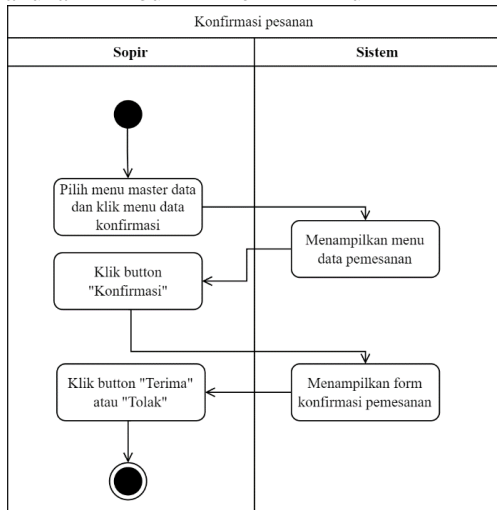 Konfirmasi pesanan
Sopir
Sistem
Pilih menu master data
dan klik menu data
konfirmasi
Menampilkan menu
data pemesanan
Klik button
"Konfirmasi"
Menampilkan form
konfirmasi pemesanan
Klik button "Terima"
atau "Tolak"